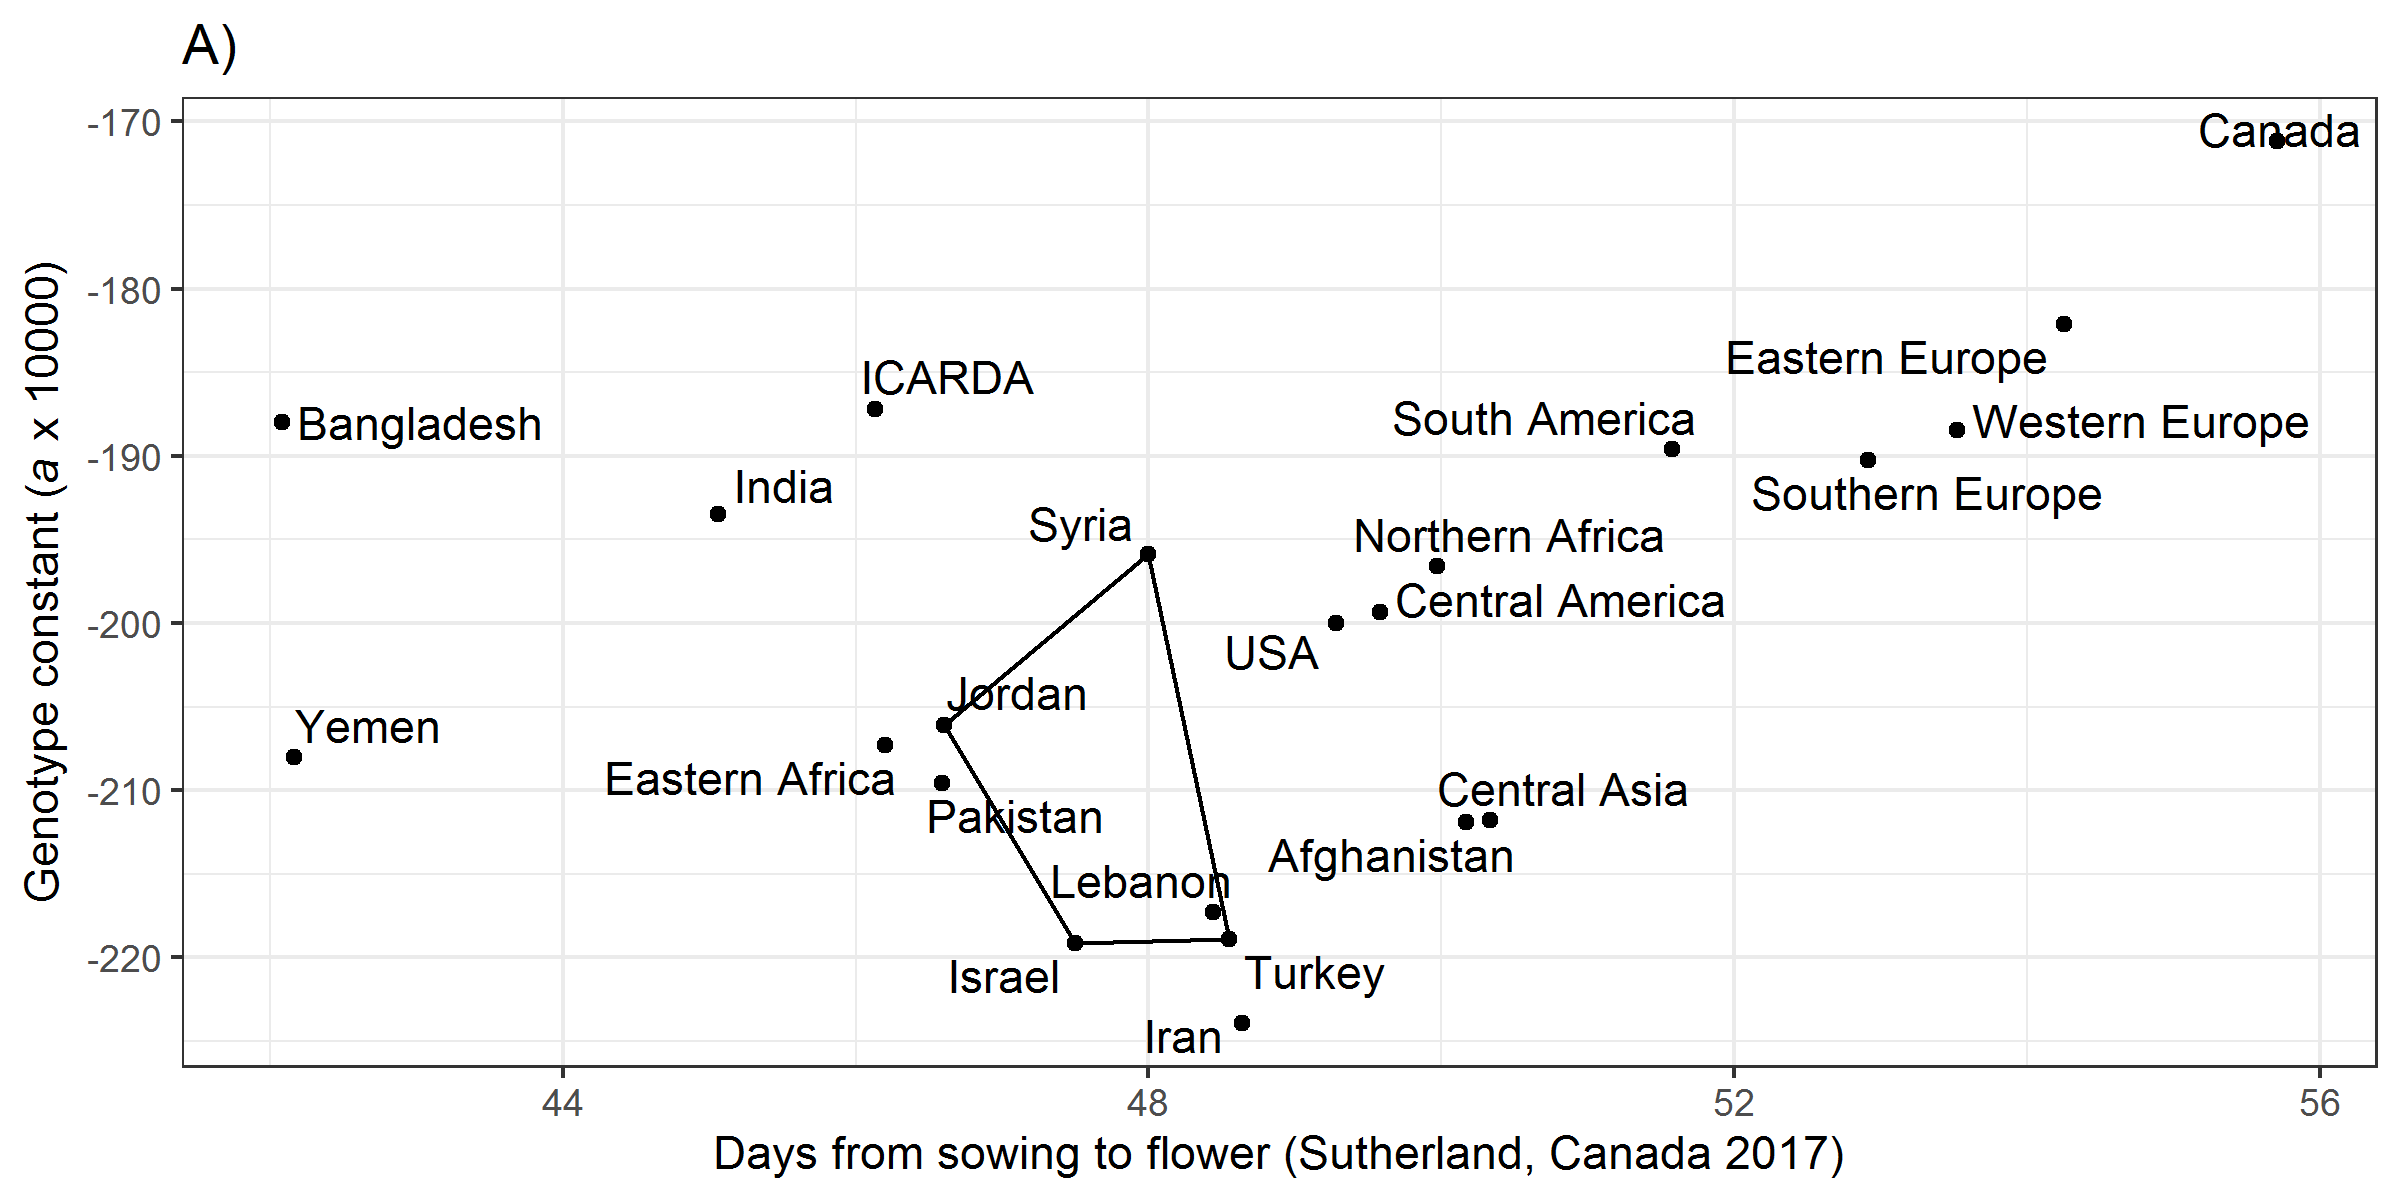 A)
Genotype constant (a x 10000)
-170
-180
-190
-200
-210
-220
Canada
Eastern Europe
ICARDA
South America
Western Europe
Bangladesh
India
Southern Europe
Syria
Northern Africa
Central America
USA
Jordan
Yemen
Eastern Africa
Central Asia
Pakistan
Afghanistan
Lebanon
Israel
Turkey
Iran
44
48
52
56
Days from sowing to flower (Sutherland, Canada 2017)